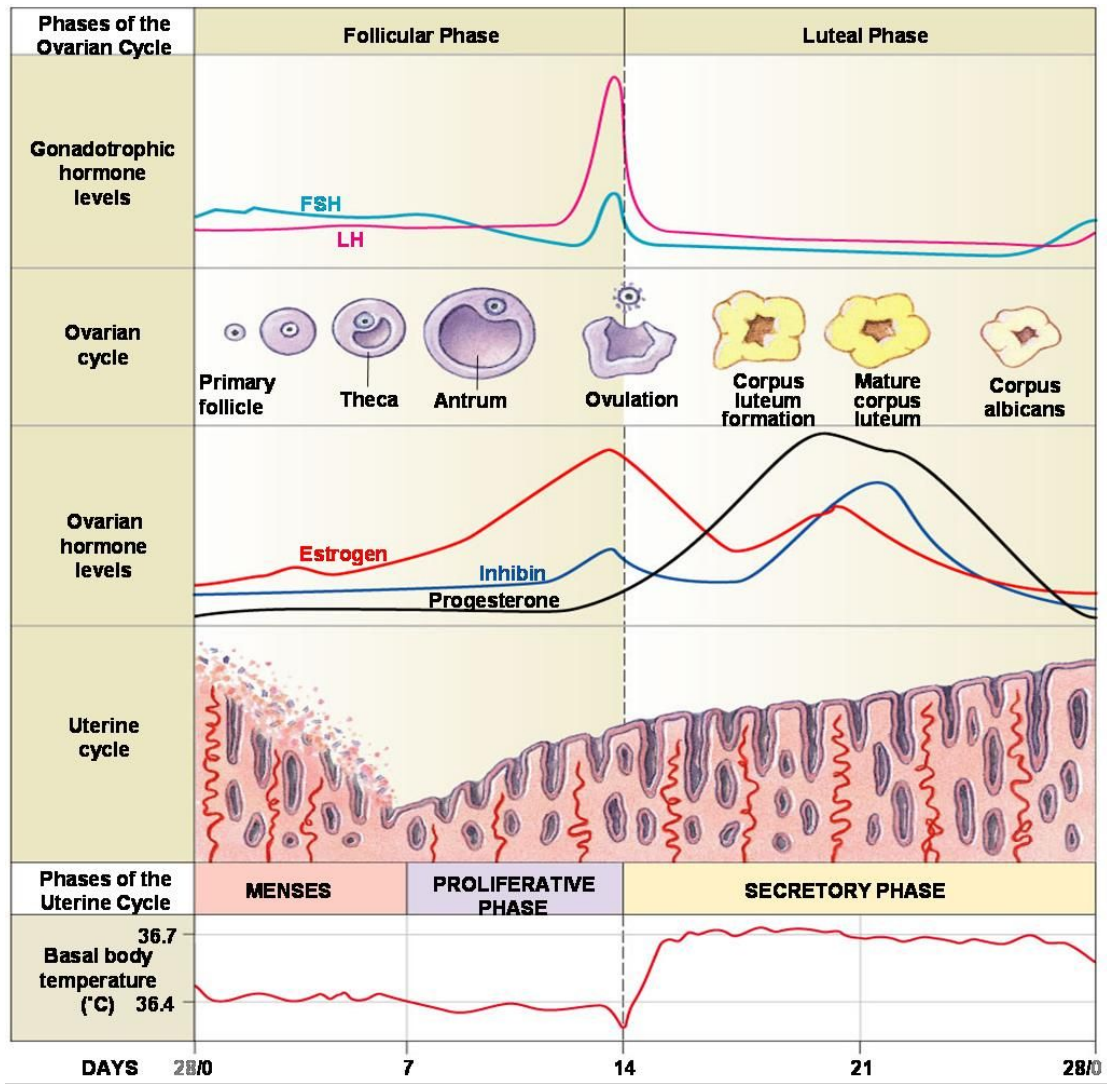 Phases of the
Ovarian Cycle
Follicular Phase
Luteal Phase
Gonadotrophic
hormone
levels
FSH
LH
Ovarian
cycle
Primary
follicle
Theca
Antrum
Ovulation
Corpus
luteum
formation
Mature
corpus
luteum
Corpus
albicans
Ovarian
hormone
levels
Estrogen
Inhibin
Progesterone
Uterine
cycle
Phases of the
Uterine Cycle
MENSES
PROLIFERATIVE
PHASE
SECRETORY PHASE
Basal body
temperature
(°C)
36.7
36.4
DAYS
28/0
7
14
21
28/0